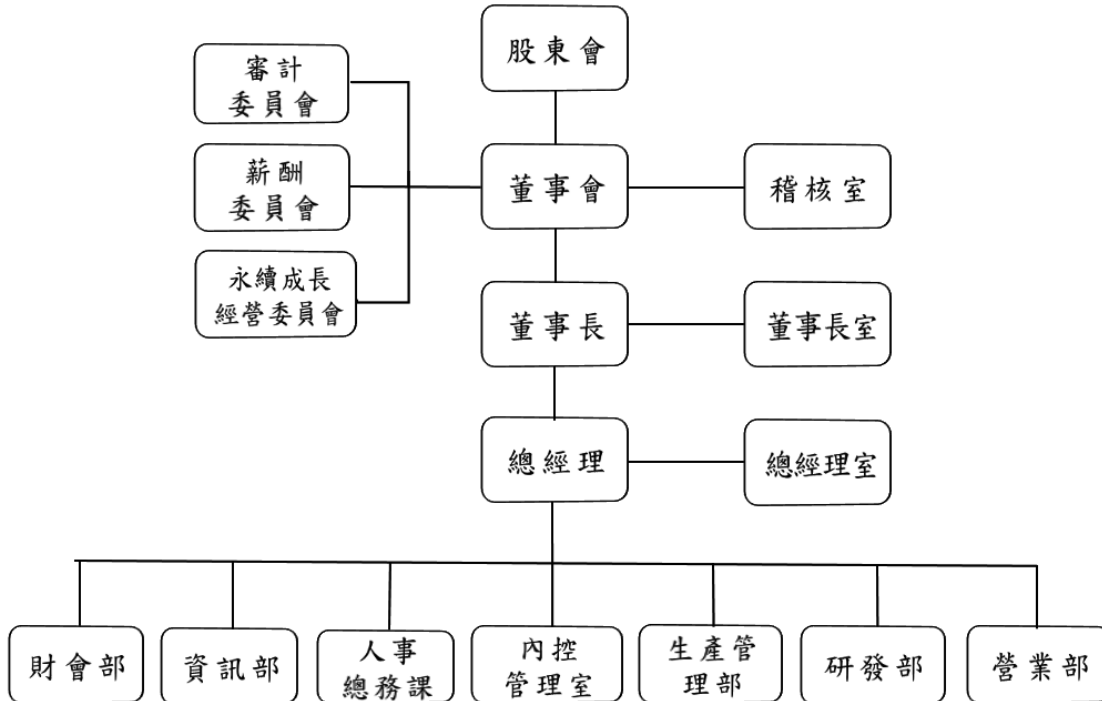 股東會
審計
委員會
薪酬
委員會
董事會
稽核室
永續成長
經營委員會
董事長
董事長室
總經理
總經理室
財會部
資訊部
人事
總務課
內控
管理室
生產管
理部
研發部
營業部